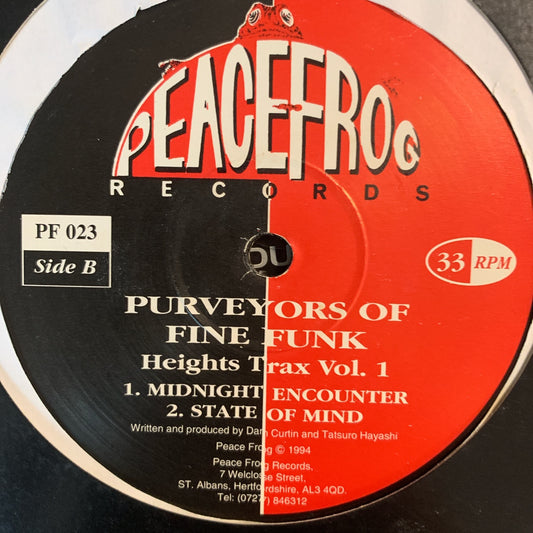 PEACEFROG
RECORDS
PF 023
Side B
33 RPM
PURVEYORS OF
FINE FUNK
Heights Trax Vol. 1
1. MIDNIGHT ENCOUNTER
2. STATE OF MIND
Written and produced by Dan Curtin and Tatsuro Hayashi
Peace Frog © 1994
Peace Frog Records,
7 Welclose Street,
ST. Albans, Hertfordshire, AL3 4QD.
Tel: (0727) 846312